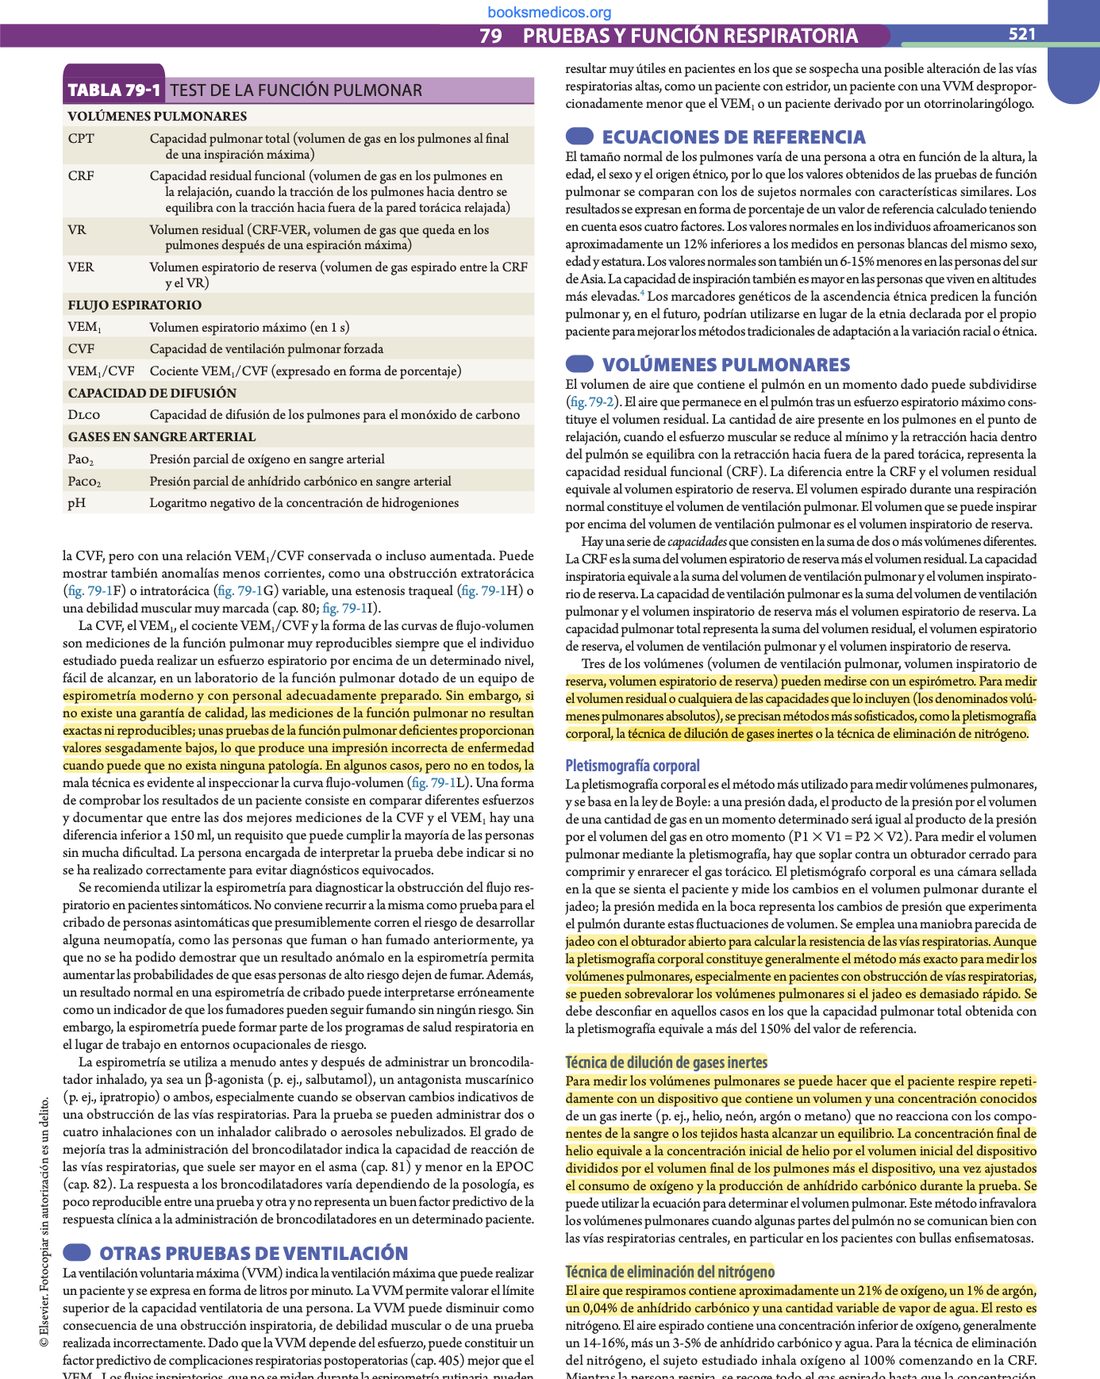 booksmedicos.org
79 PRUEBAS Y FUNCIÓN RESPIRATORIA
521
TABLA 79-1 TEST DE LA FUNCIÓN PULMONAR
VOLÚMENES PULMONARES
CPT Capacidad pulmonar total (volumen de gas en los pulmones al final
de una inspiración máxima)
CRF Capacidad residual funcional (volumen de gas en los pulmones en
la relajación, cuando la tracción de los pulmones hacia dentro se
equilibra con la tracción hacia fuera de la pared torácica relajada)
VR Volumen residual (CRF-VER, volumen de gas que queda en los
pulmones después de una espiración máxima)
VER Volumen espiratorio de reserva (volumen de gas espirado entre la CRF
y el VR)
FLUJO ESPIRATORIO
VEM₁ Volumen espiratorio máximo (en 1 s)
CVF Capacidad de ventilación pulmonar forzada
VEM₁/CVF Cociente VEM₁/CVF (expresado en forma de porcentaje)
CAPACIDAD DE DIFUSIÓN
DLCO Capacidad de difusión de los pulmones para el monóxido de carbono
GASES EN SANGRE ARTERIAL
PaO₂ Presión parcial de oxígeno en sangre arterial
PaCO₂ Presión parcial de anhídrido carbónico en sangre arterial
pH Logaritmo negativo de la concentración de hidrogeniones
la CVF, pero con una relación VEM₁/CVF conservada o incluso aumentada. Puede
mostrar también anomalías menos corrientes, como una obstrucción extratorácica
(fig. 79-1F) o intratorácica (fig. 79-1G) variable, una estenosis traqueal (fig. 79-1H) o
una debilidad muscular muy marcada (cap. 80; fig. 79-1I).
La CVF, el VEM₁, el cociente VEM₁/CVF y la forma de las curvas de flujo-volumen
son mediciones de la función pulmonar muy reproducibles siempre que el individuo
estudiado pueda realizar un esfuerzo espiratorio por encima de un determinado nivel,
fácil de alcanzar, en un laboratorio de la función pulmonar dotado de un equipo de
espirometría moderno y con personal adecuadamente preparado. Sin embargo, si
no existe una garantía de calidad, las mediciones de la función pulmonar no resultan
exactas ni reproducibles; unas pruebas de la función pulmonar deficientes proporcionan
valores sesgadamente bajos, lo que produce una impresión incorrecta de enfermedad
cuando puede que no exista ninguna patología. En algunos casos, pero no en todos, la
mala técnica es evidente al inspeccionar la curva flujo-volumen (fig. 79-1L). Una forma
de comprobar los resultados de un paciente consiste en comparar diferentes esfuerzos
y documentar que entre las dos mejores mediciones de la CVF y el VEM₁ hay una
diferencia inferior a 150 ml, un requisito que puede cumplir la mayoría de las personas
sin mucha dificultad. La persona encargada de interpretar la prueba debe indicar si no
se ha realizado correctamente para evitar diagnósticos equivocados.
Se recomienda utilizar la espirometría para diagnosticar la obstrucción del flujo res-
piratorio en pacientes sintomáticos. No conviene recurrir a la misma como prueba para el
cribado de personas asintomáticas que presumiblemente corren el riesgo de desarrollar
alguna neumopatía, como las personas que fuman o han fumado anteriormente, ya
que no se ha podido demostrar que un resultado anómalo en la espirometría permita
aumentar las probabilidades de que esas personas de alto riesgo dejen de fumar. Además,
un resultado normal en una espirometría de cribado puede interpretarse erróneamente
como un indicador de que los fumadores pueden seguir fumando sin ningún riesgo. Sin
embargo, la espirometría puede formar parte de los programas de salud respiratoria en
el lugar de trabajo en entornos ocupacionales de riesgo.
La espirometría se utiliza a menudo antes y después de administrar un broncodila-
tador inhalado, ya sea un β-agonista (p. ej., salbutamol), un antagonista muscarínico
(p. ej., ipratropio) o ambos, especialmente cuando se observan cambios indicativos de
una obstrucción de las vías respiratorias. Para la prueba se pueden administrar dos o
cuatro inhalaciones con un inhalador calibrado o aerosoles nebulizados. El grado de
mejoría tras la administración del broncodilatador indica la capacidad de reacción de
las vías respiratorias, que suele ser mayor en el asma (cap. 81) y menor en la EPOC
(cap. 82). La respuesta a los broncodilatadores varía dependiendo de la posología, es
poco reproducible entre una prueba y otra y no representa un buen factor predictivo de la
respuesta clínica a la administración de broncodilatadores en un determinado paciente.
OTRAS PRUEBAS DE VENTILACIÓN
La ventilación voluntaria máxima (VVM) indica la ventilación máxima que puede realizar
un paciente y se expresa en forma de litros por minuto. La VVM permite valorar el límite
superior de la capacidad ventilatoria de una persona. La VVM puede disminuir como
consecuencia de una obstrucción inspiratoria, de debilidad muscular o de una prueba
realizada incorrectamente. Dado que la VVM depende del esfuerzo, puede constituir un
factor predictivo de complicaciones respiratorias postoperatorias (cap. 405) mejor que el
VEM₁. Los flujos inspiratorios, que no se miden durante la espirometría rutinaria, pueden
resultar muy útiles en pacientes en los que se sospecha una posible alteración de las vías
respiratorias altas, como un paciente con estridor, un paciente con una VVM despropor-
cionadamente menor que el VEM₁ o un paciente derivado por un otorrinolaringólogo.
ECUACIONES DE REFERENCIA
El tamaño normal de los pulmones varía de una persona a otra en función de la altura, la
edad, el sexo y el origen étnico, por lo que los valores obtenidos de las pruebas de función
pulmonar se comparan con los de sujetos normales con características similares. Los
resultados se expresan en forma de porcentaje de un valor de referencia calculado teniendo
en cuenta esos cuatro factores. Los valores normales en los individuos afroamericanos son
aproximadamente un 12% inferiores a los medidos en personas blancas del mismo sexo,
edad y estatura. Los valores normales son también un 6-15% menores en las personas del sur
de Asia. La capacidad de inspiración también es mayor en las personas que viven en altitudes
más elevadas.⁴ Los marcadores genéticos de la ascendencia étnica predicen la función
pulmonar y, en el futuro, podrían utilizarse en lugar de la etnia declarada por el propio
paciente para mejorar los métodos tradicionales de adaptación a la variación racial o étnica.
VOLÚMENES PULMONARES
El volumen de aire que contiene el pulmón en un momento dado puede subdividirse
(fig. 79-2). El aire que permanece en el pulmón tras un esfuerzo espiratorio máximo cons-
tituye el volumen residual. La cantidad de aire presente en los pulmones en el punto de
relajación, cuando el esfuerzo muscular se reduce al mínimo y la retracción hacia dentro
del pulmón se equilibra con la retracción hacia fuera de la pared torácica, representa la
capacidad residual funcional (CRF). La diferencia entre la CRF y el volumen residual
equivale al volumen espiratorio de reserva. El volumen espirado durante una respiración
normal constituye el volumen de ventilación pulmonar. El volumen que se puede inspirar
por encima del volumen de ventilación pulmonar es el volumen inspiratorio de reserva.
Hay una serie de capacidades que consisten en la suma de dos o más volúmenes diferentes.
La CRF es la suma del volumen espiratorio de reserva más el volumen residual. La capacidad
inspiratoria equivale a la suma del volumen de ventilación pulmonar y el volumen inspirato-
rio de reserva. La capacidad de ventilación pulmonar es la suma del volumen de ventilación
pulmonar y el volumen inspiratorio de reserva más el volumen espiratorio de reserva. La
capacidad pulmonar total representa la suma del volumen residual, el volumen espiratorio
de reserva, el volumen de ventilación pulmonar y el volumen inspiratorio de reserva.
Tres de los volúmenes (volumen de ventilación pulmonar, volumen inspiratorio de
reserva, volumen espiratorio de reserva) pueden medirse con un espirómetro. Para medir
el volumen residual o cualquiera de las capacidades que lo incluyen (los denominados volú-
menes pulmonares absolutos), se precisan métodos más sofisticados, como la pletismografía
corporal, la técnica de dilución de gases inertes o la técnica de eliminación de nitrógeno.
Pletismografía corporal
La pletismografía corporal es el método más utilizado para medir volúmenes pulmonares,
y se basa en la ley de Boyle: a una presión dada, el producto de la presión por el volumen
de una cantidad de gas en un momento determinado será igual al producto de la presión
por el volumen del gas en otro momento (P1 × V1 = P2 × V2). Para medir el volumen
pulmonar mediante la pletismografía, hay que soplar contra un obturador cerrado para
comprimir y enrarecer el gas torácico. El pletismógrafo corporal es una cámara sellada
en la que se sienta el paciente y mide los cambios en el volumen pulmonar durante el
jadeo; la presión medida en la boca representa los cambios de presión que experimenta
el pulmón durante estas fluctuaciones de volumen. Se emplea una maniobra parecida de
jadeo con el obturador abierto para calcular la resistencia de las vías respiratorias. Aunque
la pletismografía corporal constituye generalmente el método más exacto para medir los
volúmenes pulmonares, especialmente en pacientes con obstrucción de vías respiratorias,
se pueden sobrevalorar los volúmenes pulmonares si el jadeo es demasiado rápido. Se
debe desconfiar en aquellos casos en los que la capacidad pulmonar total obtenida con
la pletismografía equivale a más del 150% del valor de referencia.
Técnica de dilución de gases inertes
Para medir los volúmenes pulmonares se puede hacer que el paciente respire repeti-
damente con un dispositivo que contiene un volumen y una concentración conocidos
de un gas inerte (p. ej., helio, neón, argón o metano) que no reacciona con los compo-
nentes de la sangre o los tejidos hasta alcanzar un equilibrio. La concentración final de
helio equivale a la concentración inicial de helio por el volumen inicial del dispositivo
divididos por el volumen final de los pulmones más el dispositivo, una vez ajustados
el consumo de oxígeno y la producción de anhídrido carbónico durante la prueba. Se
puede utilizar la ecuación para determinar el volumen pulmonar. Este método infravalora
los volúmenes pulmonares cuando algunas partes del pulmón no se comunican bien con
las vías respiratorias centrales, en particular en los pacientes con bullas enfisematosas.
Técnica de eliminación del nitrógeno
El aire que respiramos contiene aproximadamente un 21% de oxígeno, un 1% de argón,
un 0,04% de anhídrido carbónico y una cantidad variable de vapor de agua. El resto es
nitrógeno. El aire espirado contiene una concentración inferior de oxígeno, generalmente
un 14-16%, más un 3-5% de anhídrido carbónico y agua. Para la técnica de eliminación
del nitrógeno, el sujeto estudiado inhala oxígeno al 100% comenzando en la CRF.
Mientras la persona respira, se recoge todo el gas espirado hasta que la concentración
© Elsevier. Fotocopiar sin autorización es un delito.